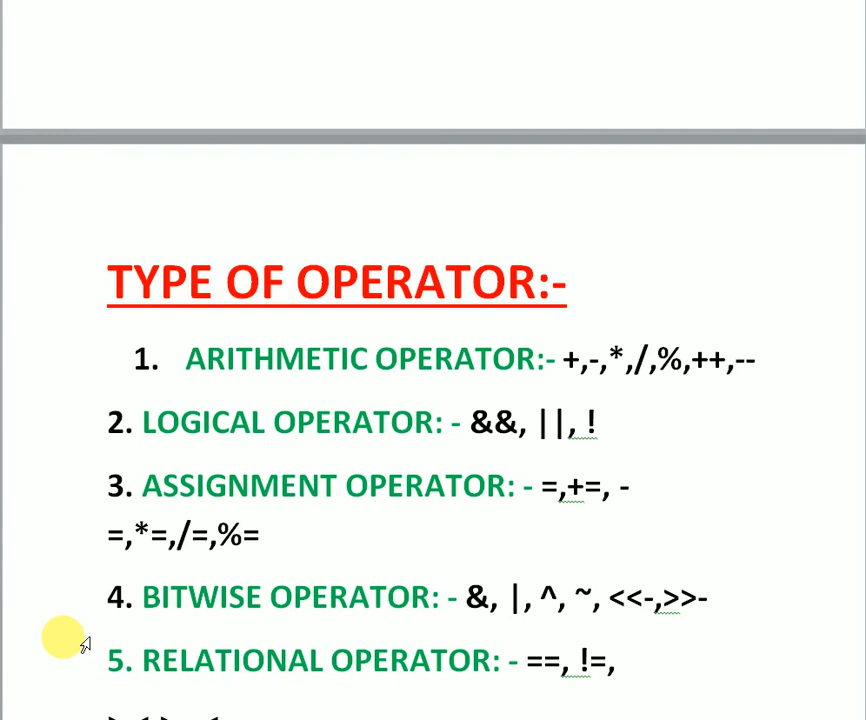 TYPE OF OPERATOR:-
1. ARITHMETIC OPERATOR:- +,-,*,/,%,++,--
2. LOGICAL OPERATOR: - &&, ||, !
3. ASSIGNMENT OPERATOR: - =,+=, -
=,*=,/=,%=
4. BITWISE OPERATOR: - &, |, ^, ~, <<-,>>-
5. RELATIONAL OPERATOR: - ==, !=,